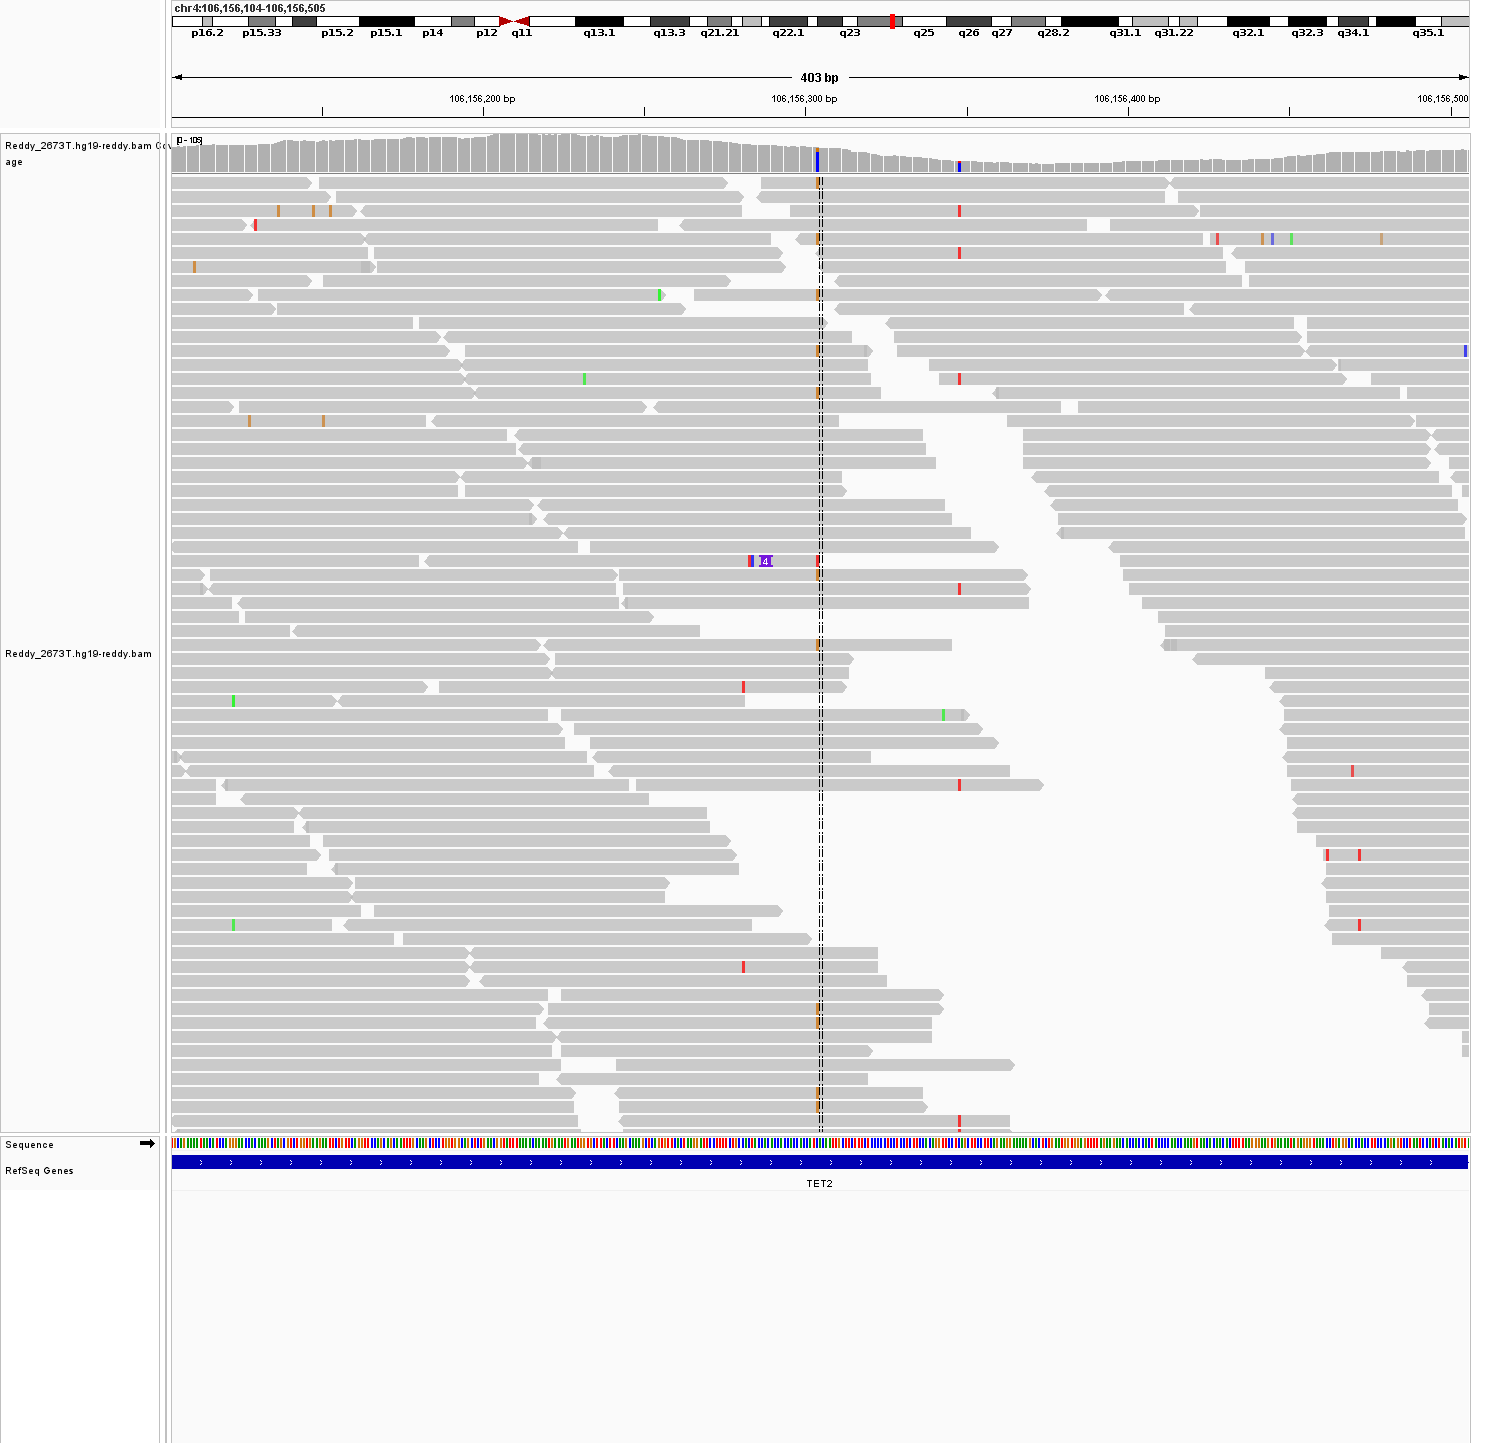 chr4:106,156,104-106,156,505
p16.2 p15.33 p15.2 p15.1 p14 p12 q11 q13.1 q13.3 q21.21 q22.1 q23 q25 q26 q27 q28.2 q31.1 q31.22 q32.1 q32.3 q34.1 q35.1
403 bp
106,156,200 bp 106,156,300 bp 106,156,400 bp 106,156,500
Reddy_2673T.hg19-reddy.bam Cov
age
[0 - 106]
4
Reddy_2673T.hg19-reddy.bam
Sequence
RefSeq Genes
TET2